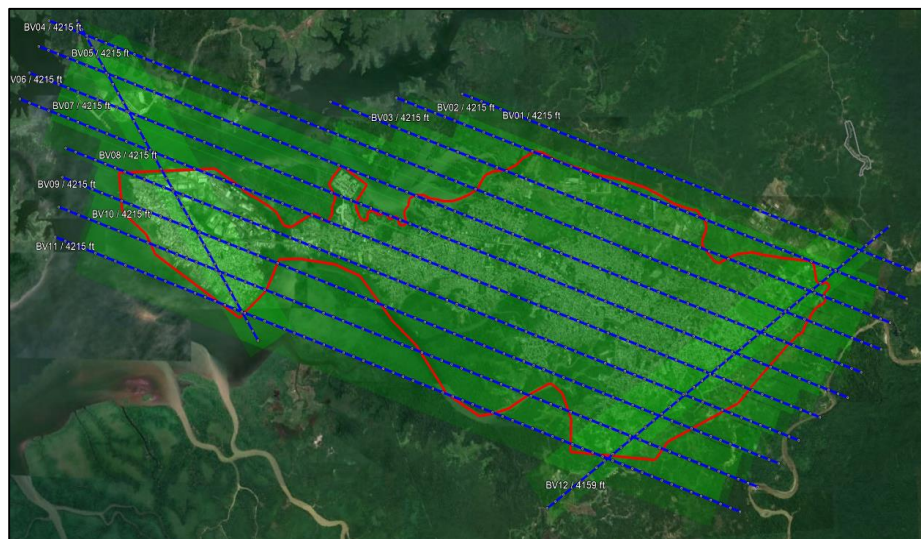 BV04 / 4215 ft
BV05 / 4215 ft
V06 / 4215 ft
BV07 / 4215 ft
BV02 / 4215 ft
BV03 / 4215 ft
BV01 / 4215 ft
BV08 / 4215 ft
BV09 / 4215 ft
BV10 / 4215 ft
BV11 / 4215 ft
BV12 / 4159 ft